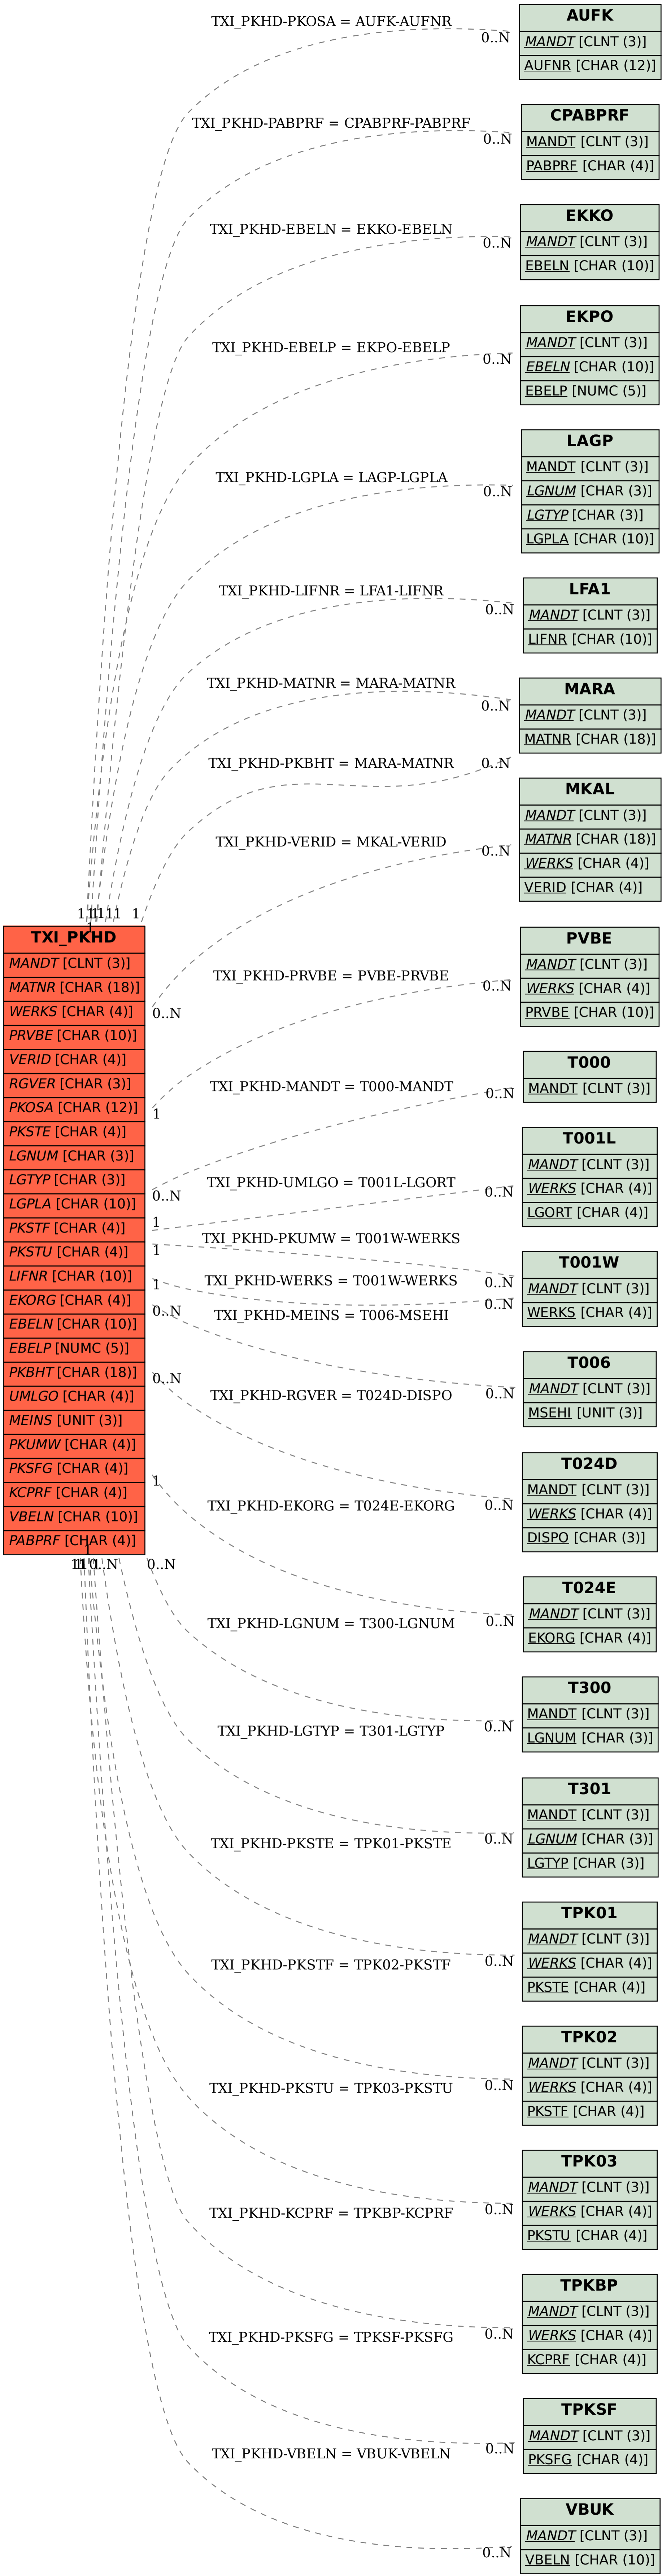 TXI_PKHD-PKOSA = AUFK-AUFNR
0..N
AUFK
MANDT [CLNT (3)]
AUFNR [CHAR (12)]
TXI_PKHD-PABPRF = CPABPRF-PABPRF
0..N
CPABPRF
MANDT [CLNT (3)]
PABPRF [CHAR (4)]
TXI_PKHD-EBELN = EKKO-EBELN
0..N
EKKO
MANDT [CLNT (3)]
EBELN [CHAR (10)]
TXI_PKHD-EBELP = EKPO-EBELP
0..N
EKPO
MANDT [CLNT (3)]
EBELN [CHAR (10)]
EBELP [NUMC (5)]
TXI_PKHD-LGPLA = LAGP-LGPLA
0..N
LAGP
MANDT [CLNT (3)]
LGNUM [CHAR (3)]
LGTYP [CHAR (3)]
LGPLA [CHAR (10)]
TXI_PKHD-LIFNR = LFA1-LIFNR
0..N
LFA1
MANDT [CLNT (3)]
LIFNR [CHAR (10)]
TXI_PKHD-MATNR = MARA-MATNR
0..N
TXI_PKHD-PKBHT = MARA-MATNR
0..N
MARA
MANDT [CLNT (3)]
MATNR [CHAR (18)]
TXI_PKHD-VERID = MKAL-VERID
0..N
MKAL
MANDT [CLNT (3)]
MATNR [CHAR (18)]
WERKS [CHAR (4)]
VERID [CHAR (4)]
1
1
1
TXI_PKHD
MANDT [CLNT (3)]
MATNR [CHAR (18)]
WERKS [CHAR (4)]
PRVBE [CHAR (10)]
VERID [CHAR (4)]
RGVER [CHAR (3)]
PKOSA [CHAR (12)]
PKSTE [CHAR (4)]
LGNUM [CHAR (3)]
LGTYP [CHAR (3)]
LGPLA [CHAR (10)]
PKSTF [CHAR (4)]
PKSTU [CHAR (4)]
LIFNR [CHAR (10)]
EKORG [CHAR (4)]
EBELN [CHAR (10)]
EBELP [NUMC (5)]
PKBHT [CHAR (18)]
UMLGO [CHAR (4)]
MEINS [UNIT (3)]
PKUMW [CHAR (4)]
PKSFG [CHAR (4)]
KCPRF [CHAR (4)]
VBELN [CHAR (10)]
PABPRF [CHAR (4)]
0..N
1
0..N
1
1
1
0..N
0..N
1
0..N
TXI_PKHD-PRVBE = PVBE-PRVBE
0..N
PVBE
MANDT [CLNT (3)]
WERKS [CHAR (4)]
PRVBE [CHAR (10)]
TXI_PKHD-MANDT = T000-MANDT
0..N
T000
MANDT [CLNT (3)]
TXI_PKHD-UMLGO = T001L-LGORT
0..N
T001L
MANDT [CLNT (3)]
WERKS [CHAR (4)]
LGORT [CHAR (4)]
TXI_PKHD-PKUMW = T001W-WERKS
0..N
TXI_PKHD-WERKS = T001W-WERKS
0..N
T001W
MANDT [CLNT (3)]
WERKS [CHAR (4)]
TXI_PKHD-MEINS = T006-MSEHI
0..N
T006
MANDT [CLNT (3)]
MSEHI [UNIT (3)]
TXI_PKHD-RGVER = T024D-DISPO
0..N
T024D
MANDT [CLNT (3)]
WERKS [CHAR (4)]
DISPO [CHAR (3)]
TXI_PKHD-EKORG = T024E-EKORG
0..N
T024E
MANDT [CLNT (3)]
EKORG [CHAR (4)]
TXI_PKHD-LGNUM = T300-LGNUM
0..N
T300
MANDT [CLNT (3)]
LGNUM [CHAR (3)]
TXI_PKHD-LGTYP = T301-LGTYP
0..N
T301
MANDT [CLNT (3)]
LGNUM [CHAR (3)]
LGTYP [CHAR (3)]
TXI_PKHD-PKSTE = TPK01-PKSTE
0..N
TPK01
MANDT [CLNT (3)]
WERKS [CHAR (4)]
PKSTE [CHAR (4)]
TXI_PKHD-PKSTF = TPK02-PKSTF
0..N
TPK02
MANDT [CLNT (3)]
WERKS [CHAR (4)]
PKSTF [CHAR (4)]
TXI_PKHD-PKSTU = TPK03-PKSTU
0..N
TPK03
MANDT [CLNT (3)]
WERKS [CHAR (4)]
PKSTU [CHAR (4)]
TXI_PKHD-KCPRF = TPKBP-KCPRF
0..N
TPKBP
MANDT [CLNT (3)]
WERKS [CHAR (4)]
KCPRF [CHAR (4)]
TXI_PKHD-PKSFG = TPKSF-PKSFG
0..N
TPKSF
MANDT [CLNT (3)]
PKSFG [CHAR (4)]
TXI_PKHD-VBELN = VBUK-VBELN
0..N
VBUK
MANDT [CLNT (3)]
VBELN [CHAR (10)]